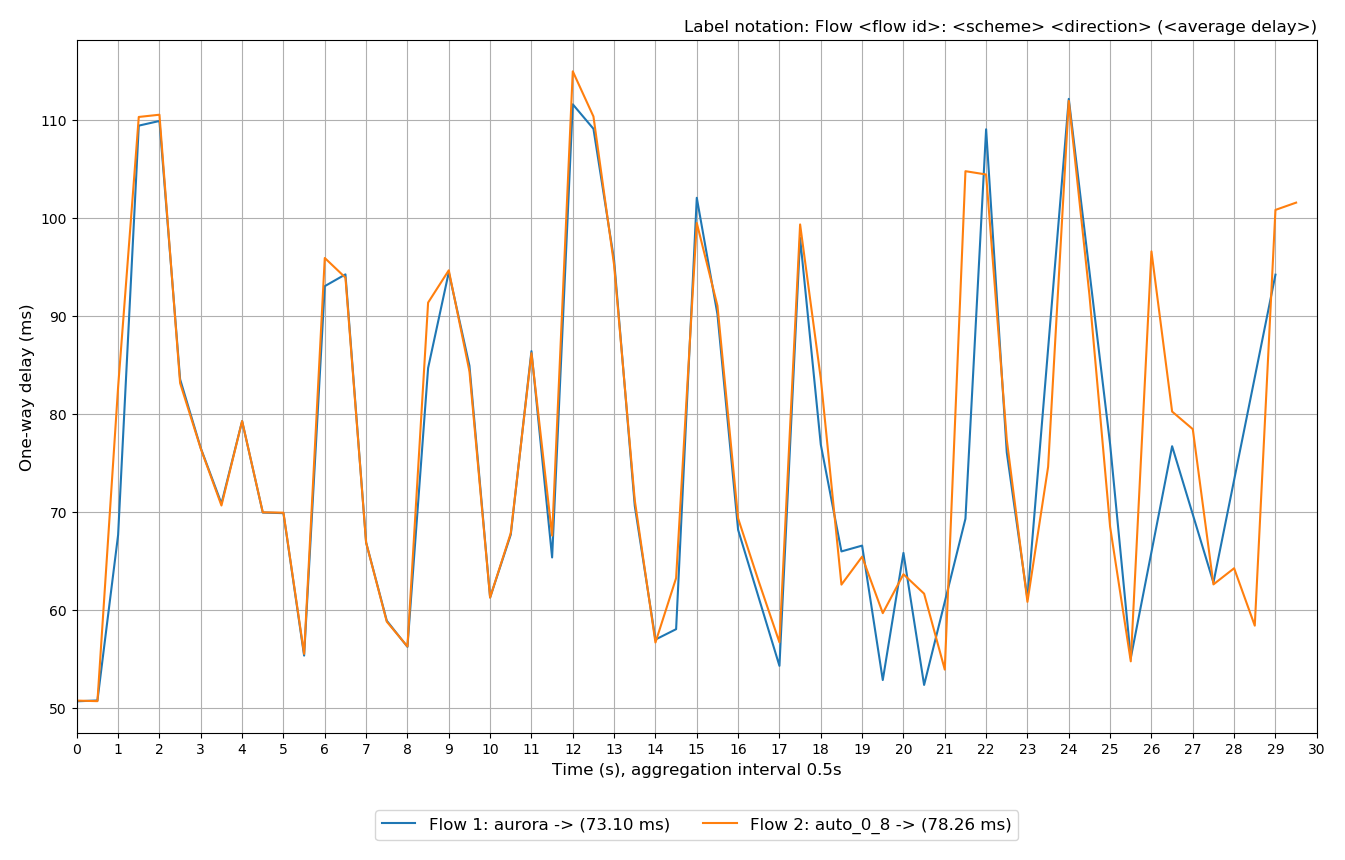 Label notation: Flow <flow id>: <scheme> <direction> (<average delay>)
110
100
90
80
70
60
50
One-way delay (ms)
0 1 2 3 4 5 6 7 8 9 10 11 12 13 14 15 16 17 18 19 20 21 22 23 24 25 26 27 28 29 30
Time (s), aggregation interval 0.5s
Flow 1: aurora -> (73.10 ms)
Flow 2: auto_0_8 -> (78.26 ms)